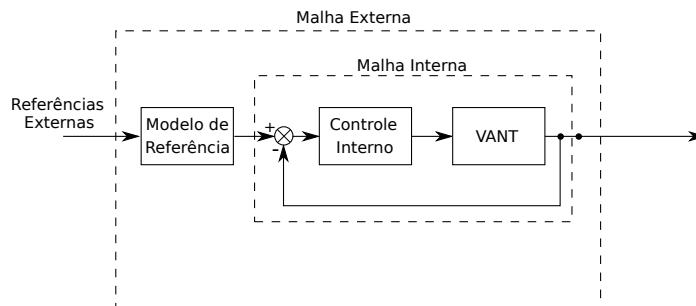 Malha Externa
Malha Interna
Referências
Externas
Modelo de
Referência
+
-
Controle
Interno
VANT